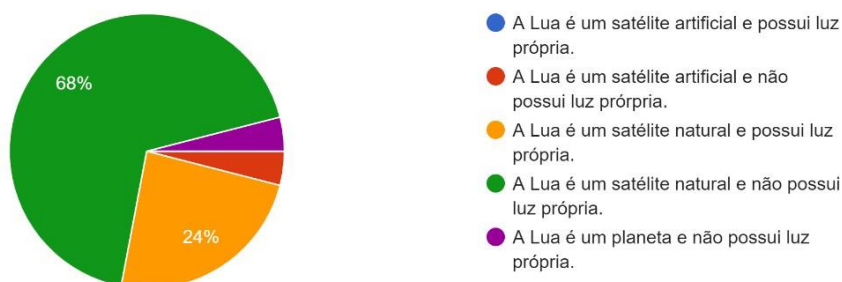 68%
24%
A Lua é um satélite artificial e possui luz
própria.
A Lua é um satélite artificial e não
possui luz prórpria.
A Lua é um satélite natural e possui luz
própria.
A Lua é um satélite natural e não possui
luz própria.
A Lua é um planeta e não possui luz
própria.